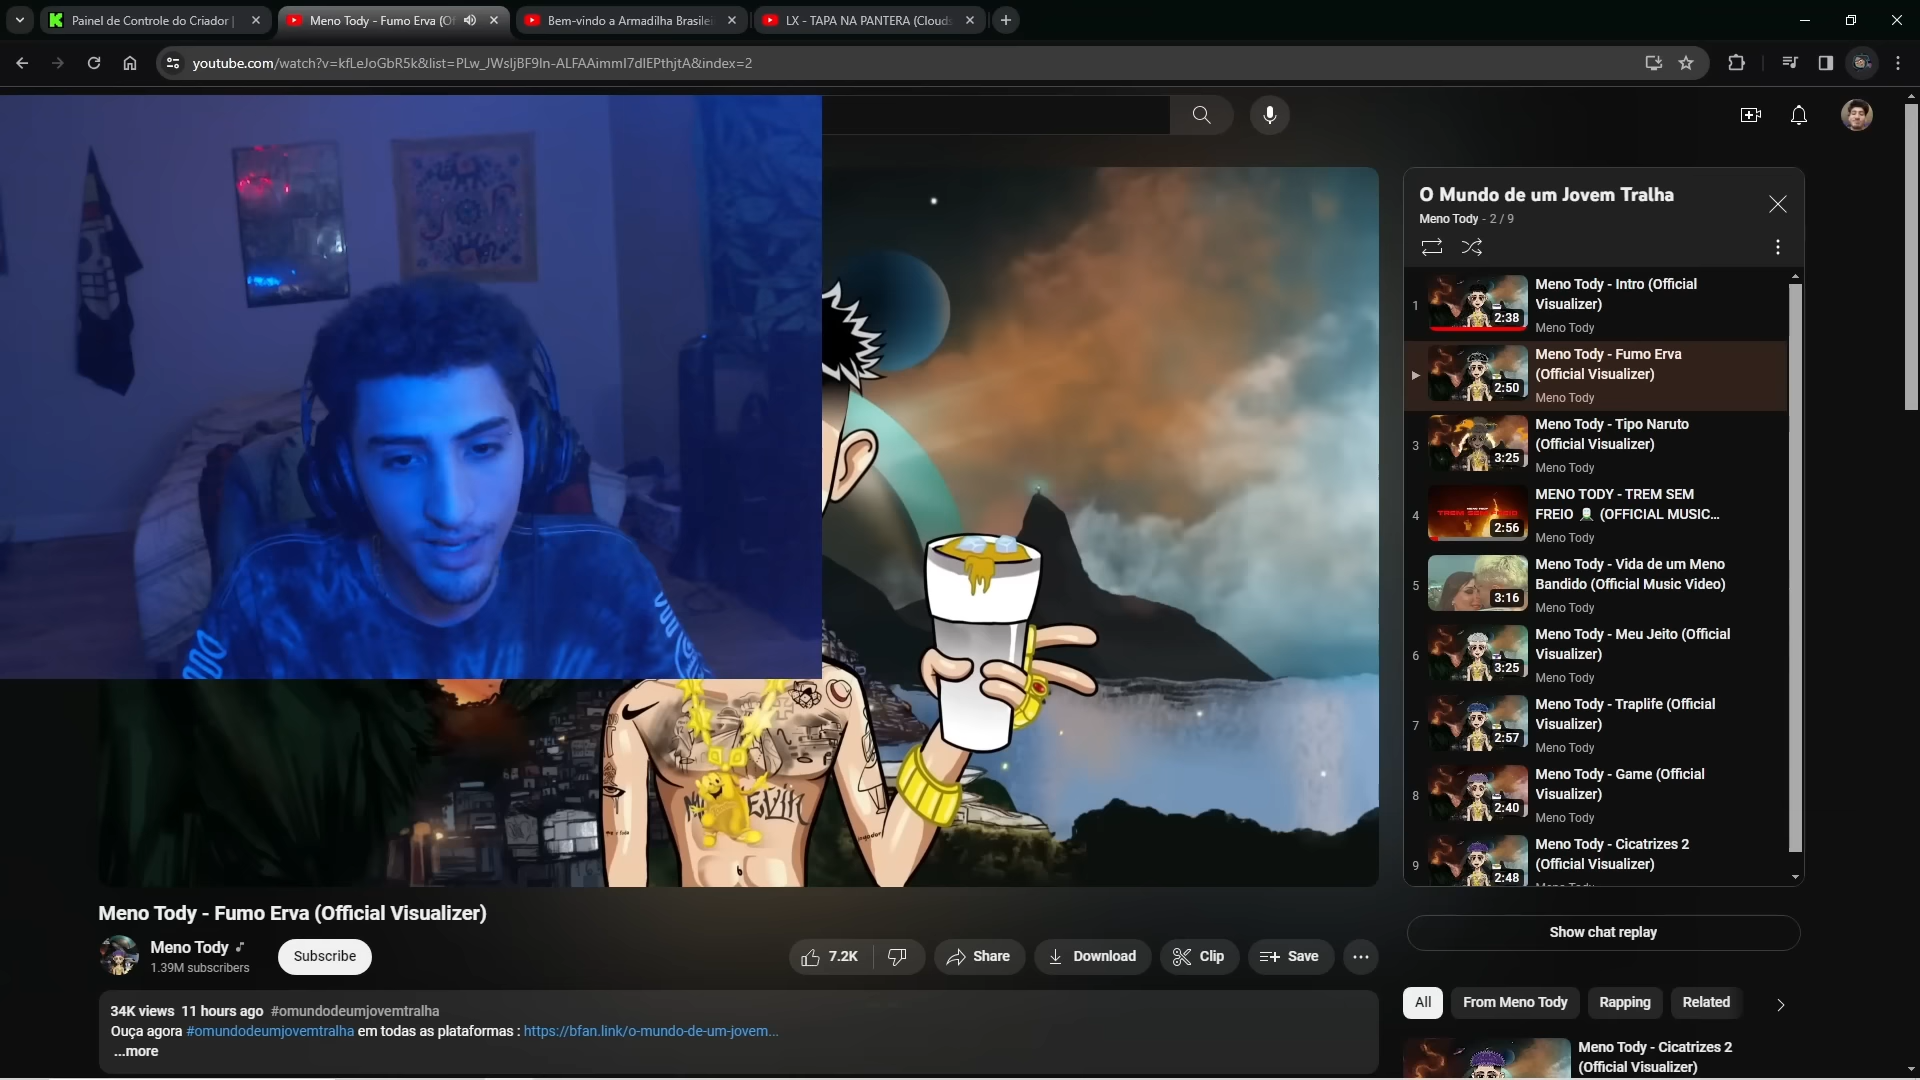 Painel de Controle do Criador |
Meno Tody - Fumo Erva (Of
Bem-vindo a Armadilha Brasilei
LX - TAPA NA PANTERA (Clouds
youtube.com/watch?v=kfLeJoGbR5k&list=PLw_JWsljBF9ln-ALFAAimmI7dIEPthjtA&index=2
O Mundo de um Jovem Tralha
Meno Tody - 2 / 9
1
2:38
Meno Tody - Intro (Official
Visualizer)
Meno Tody
2:50
Meno Tody - Fumo Erva
(Official Visualizer)
Meno Tody
3
3:25
Meno Tody - Tipo Naruto
(Official Visualizer)
Meno Tody
4
2:56
MENO TODY - TREM SEM
FREIO 🧟‍♂️ (OFFICIAL MUSIC...
Meno Tody
5
3:16
Meno Tody - Vida de um Meno
Bandido (Official Music Video)
Meno Tody
6
3:25
Meno Tody - Meu Jeito (Official
Visualizer)
Meno Tody
7
2:57
Meno Tody - Traplife (Official
Visualizer)
Meno Tody
8
2:40
Meno Tody - Game (Official
Visualizer)
Meno Tody
9
2:48
Meno Tody - Cicatrizes 2
(Official Visualizer)
Meno Tody - Fumo Erva (Official Visualizer)
Meno Tody
1.39M subscribers
Subscribe
7.2K
Share
Download
Clip
Save
34K views 11 hours ago #omundodeumjovemtralha
Ouça agora #omundodeumjovemtralha em todas as plataformas : https://bfan.link/o-mundo-de-um-jovem...
...more
Show chat replay
All
From Meno Tody
Rapping
Related
Meno Tody - Cicatrizes 2
(Official Visualizer)